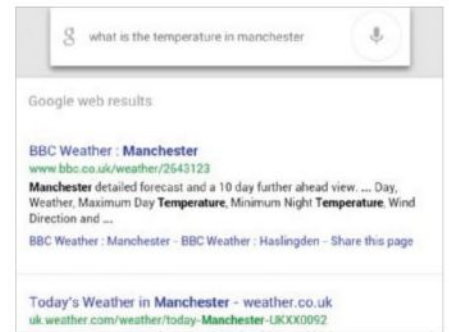 g what is the temperature in manchester
Google web results
BBC Weather : Manchester
www.bbc.co.uk/weather/2643123
Manchester detailed forecast and a 10 day further ahead view. ... Day,
Weather, Maximum Day Temperature, Minimum Night Temperature, Wind
Direction and ...
BBC Weather : Manchester - BBC Weather : Haslingden - Share this page
Today's Weather in Manchester - weather.co.uk
uk.weather.com/weather/today-Manchester-UKXX0092